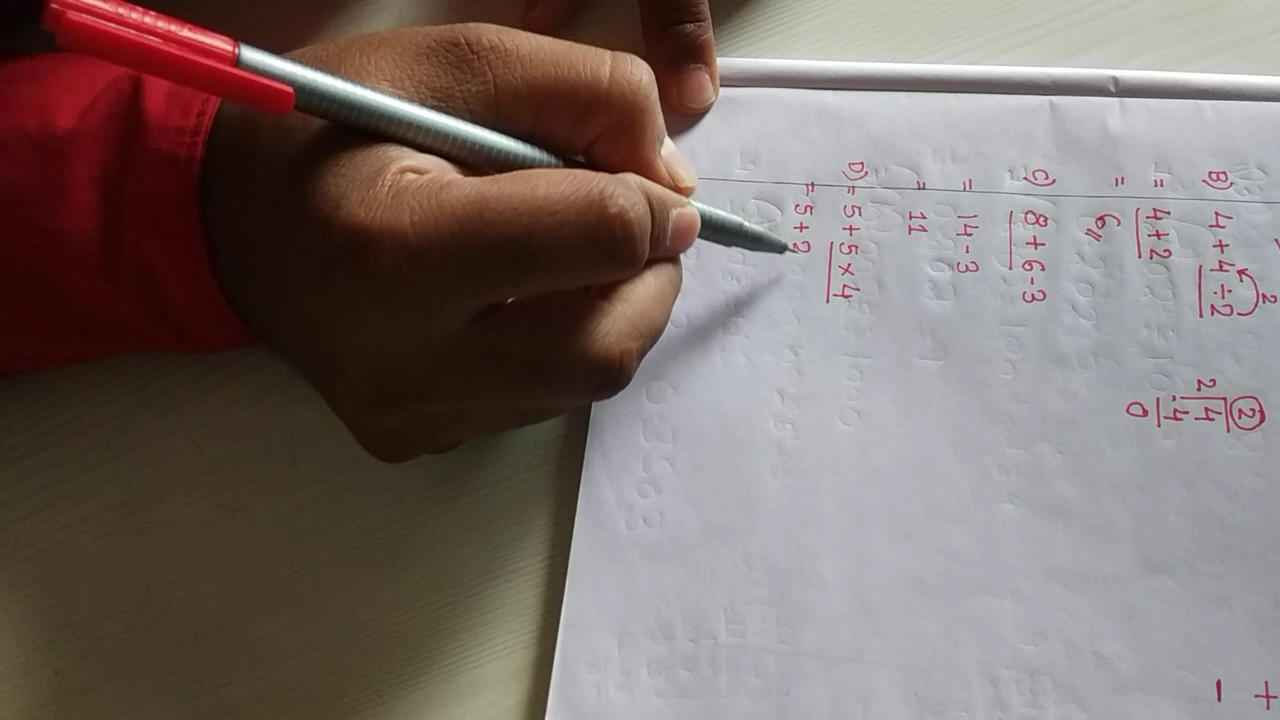 B) 4 + 4 ÷ 2
2
= 4 + 2
= 6
2
2 4
- 4
0
C) 8 + 6 - 3
= 14 - 3
= 11
D) = 5 + 5 × 4
= 5 + 2
+
-